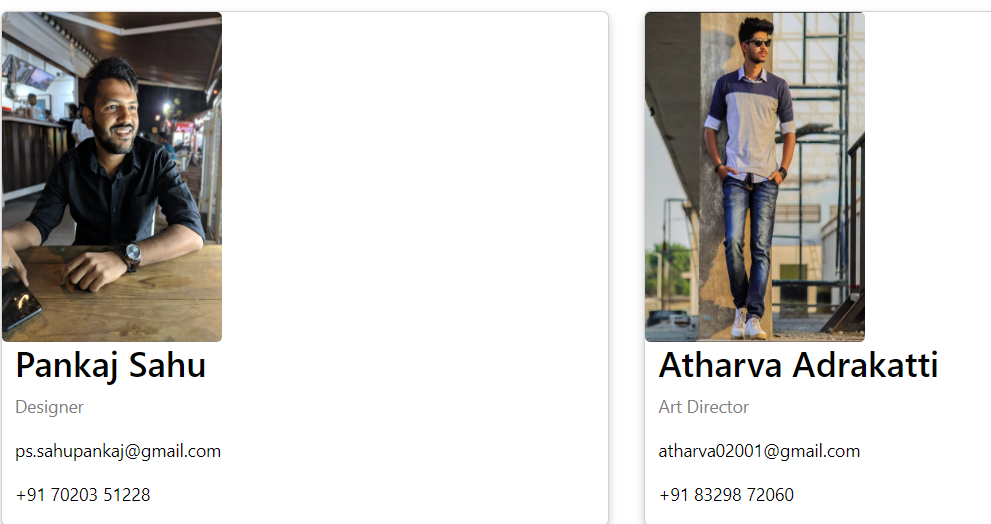 Pankaj Sahu
Designer
ps.sahupankaj@gmail.com
+91 70203 51228
Atharva Adrakatti
Art Director
atharva02001@gmail.com
+91 83298 72060